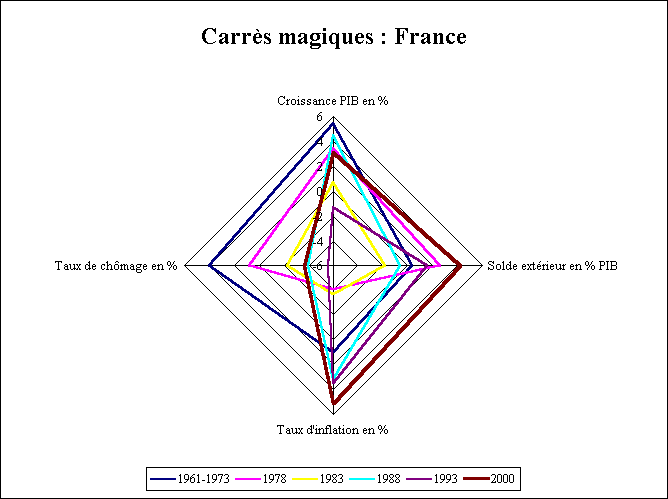 Carrès magiques : France
Croissance PIB en %
6
4
2
0
-2
-4
-6
Taux de chômage en %
Solde extérieur en % PIB
Taux d'inflation en %
1961-1973 1978 1983 1988 1993 2000